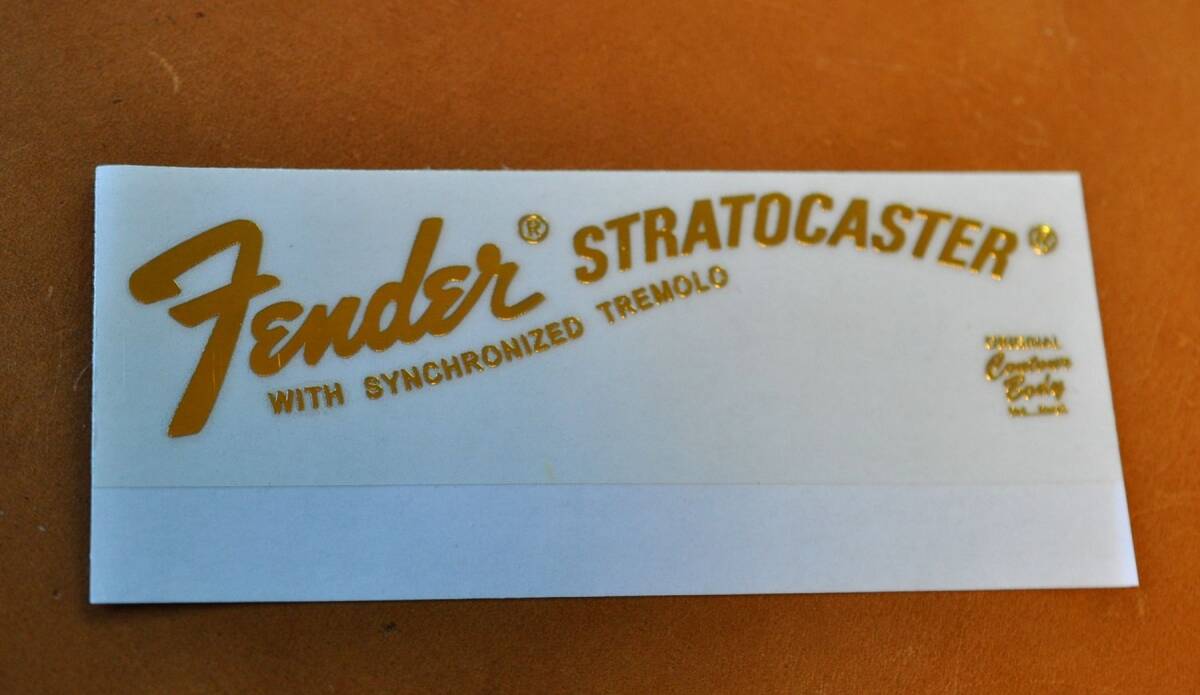 Fender® STRATOCASTER®
WITH SYNCHRONIZED TREMOLO
ORIGINAL
Contour
Body